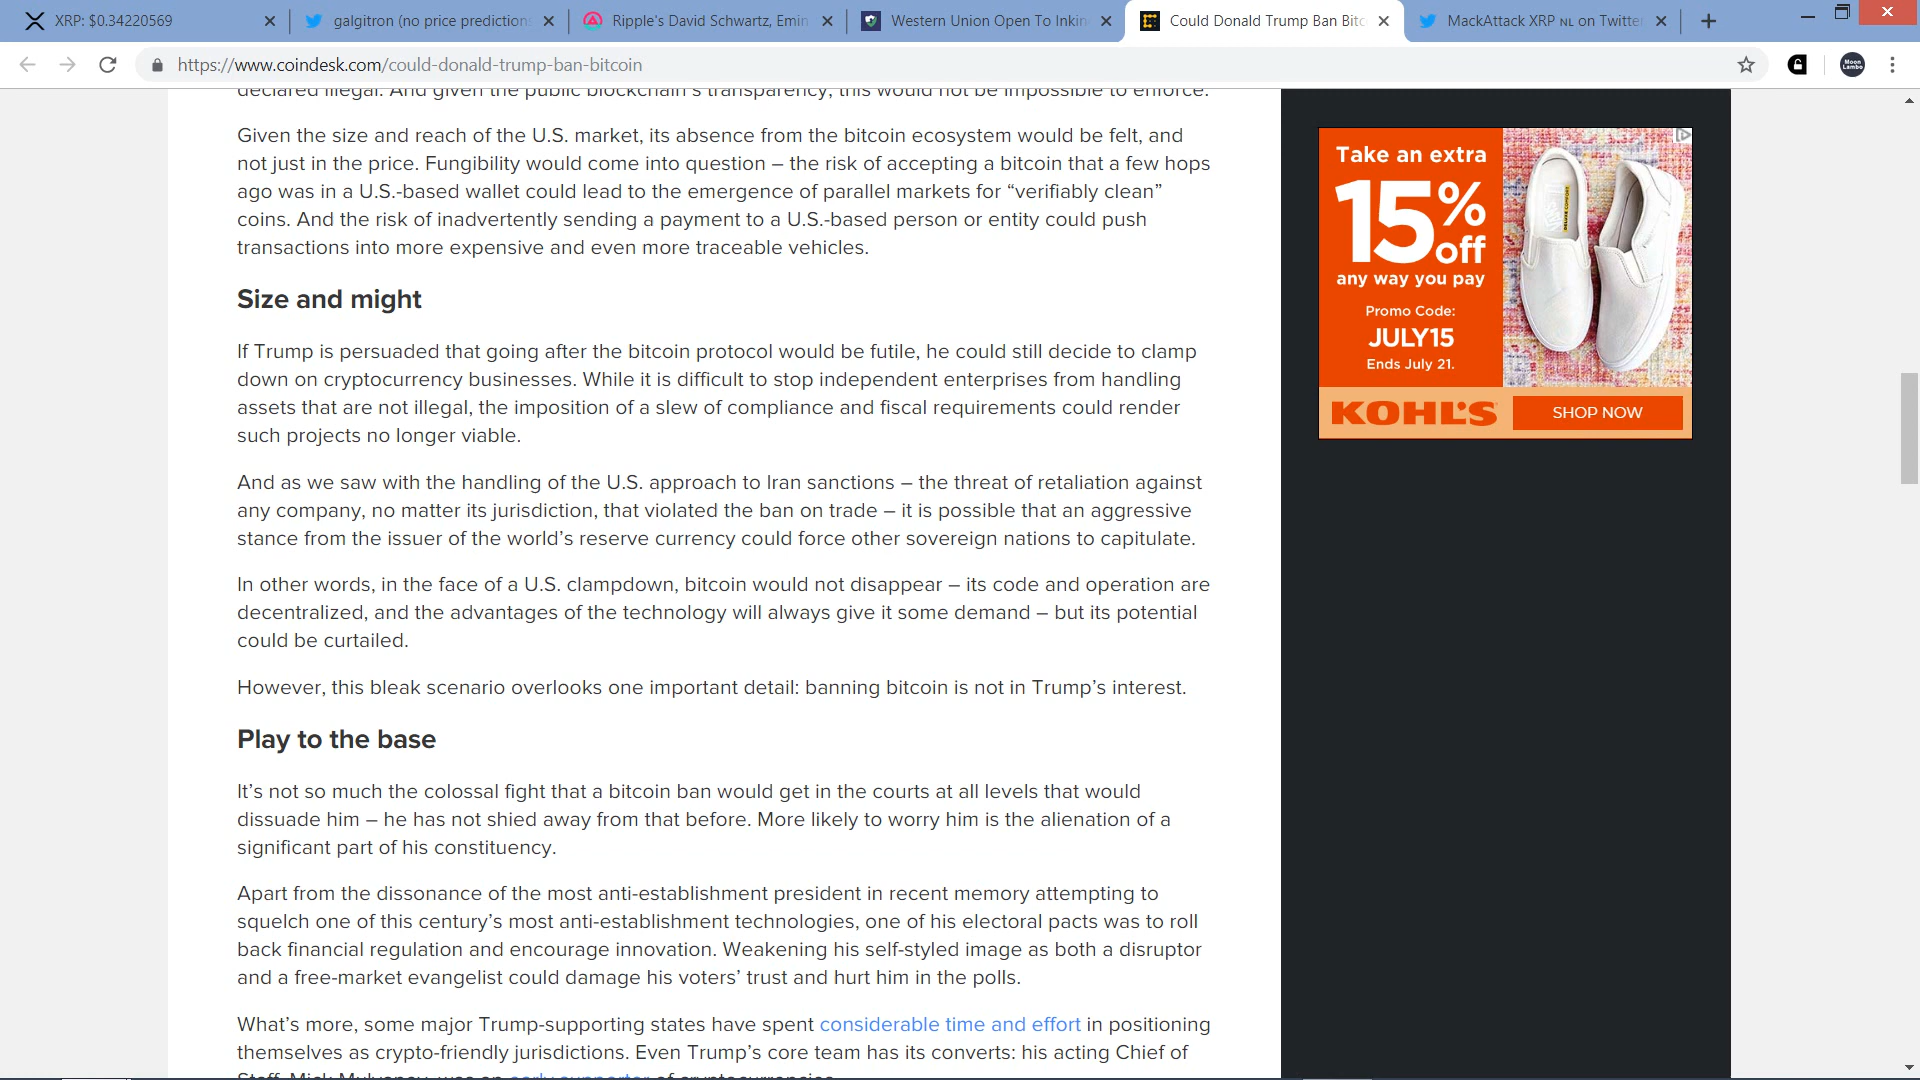 XRP: $0.34220569
galgitron (no price prediction
Ripple's David Schwartz, Emin
Western Union Open To Inkin
Could Donald Trump Ban Bitc
MackAttack XRP NL on Twitte
https://www.coindesk.com/could-donald-trump-ban-bitcoin
declared illegal. And given the public blockchain's transparency, this would not be impossible to enforce.
Given the size and reach of the U.S. market, its absence from the bitcoin ecosystem would be felt, and
not just in the price. Fungibility would come into question – the risk of accepting a bitcoin that a few hops
ago was in a U.S.-based wallet could lead to the emergence of parallel markets for “verifiably clean”
coins. And the risk of inadvertently sending a payment to a U.S.-based person or entity could push
transactions into more expensive and even more traceable vehicles.
Size and might
If Trump is persuaded that going after the bitcoin protocol would be futile, he could still decide to clamp
down on cryptocurrency businesses. While it is difficult to stop independent enterprises from handling
assets that are not illegal, the imposition of a slew of compliance and fiscal requirements could render
such projects no longer viable.
And as we saw with the handling of the U.S. approach to Iran sanctions – the threat of retaliation against
any company, no matter its jurisdiction, that violated the ban on trade – it is possible that an aggressive
stance from the issuer of the world’s reserve currency could force other sovereign nations to capitulate.
In other words, in the face of a U.S. clampdown, bitcoin would not disappear – its code and operation are
decentralized, and the advantages of the technology will always give it some demand – but its potential
could be curtailed.
However, this bleak scenario overlooks one important detail: banning bitcoin is not in Trump’s interest.
Play to the base
It’s not so much the colossal fight that a bitcoin ban would get in the courts at all levels that would
dissuade him – he has not shied away from that before. More likely to worry him is the alienation of a
significant part of his constituency.
Apart from the dissonance of the most anti-establishment president in recent memory attempting to
squelch one of this century’s most anti-establishment technologies, one of his electoral pacts was to roll
back financial regulation and encourage innovation. Weakening his self-styled image as both a disruptor
and a free-market evangelist could damage his voters’ trust and hurt him in the polls.
What’s more, some major Trump-supporting states have spent considerable time and effort in positioning
themselves as crypto-friendly jurisdictions. Even Trump’s core team has its converts: his acting Chief of
Staff, Mick Mulvaney, was an early supporter of cryptocurrencies.
Take an extra
15% off
any way you pay
Promo Code:
JULY15
Ends July 21.
KOHL'S
SHOP NOW
Moon
Lambo